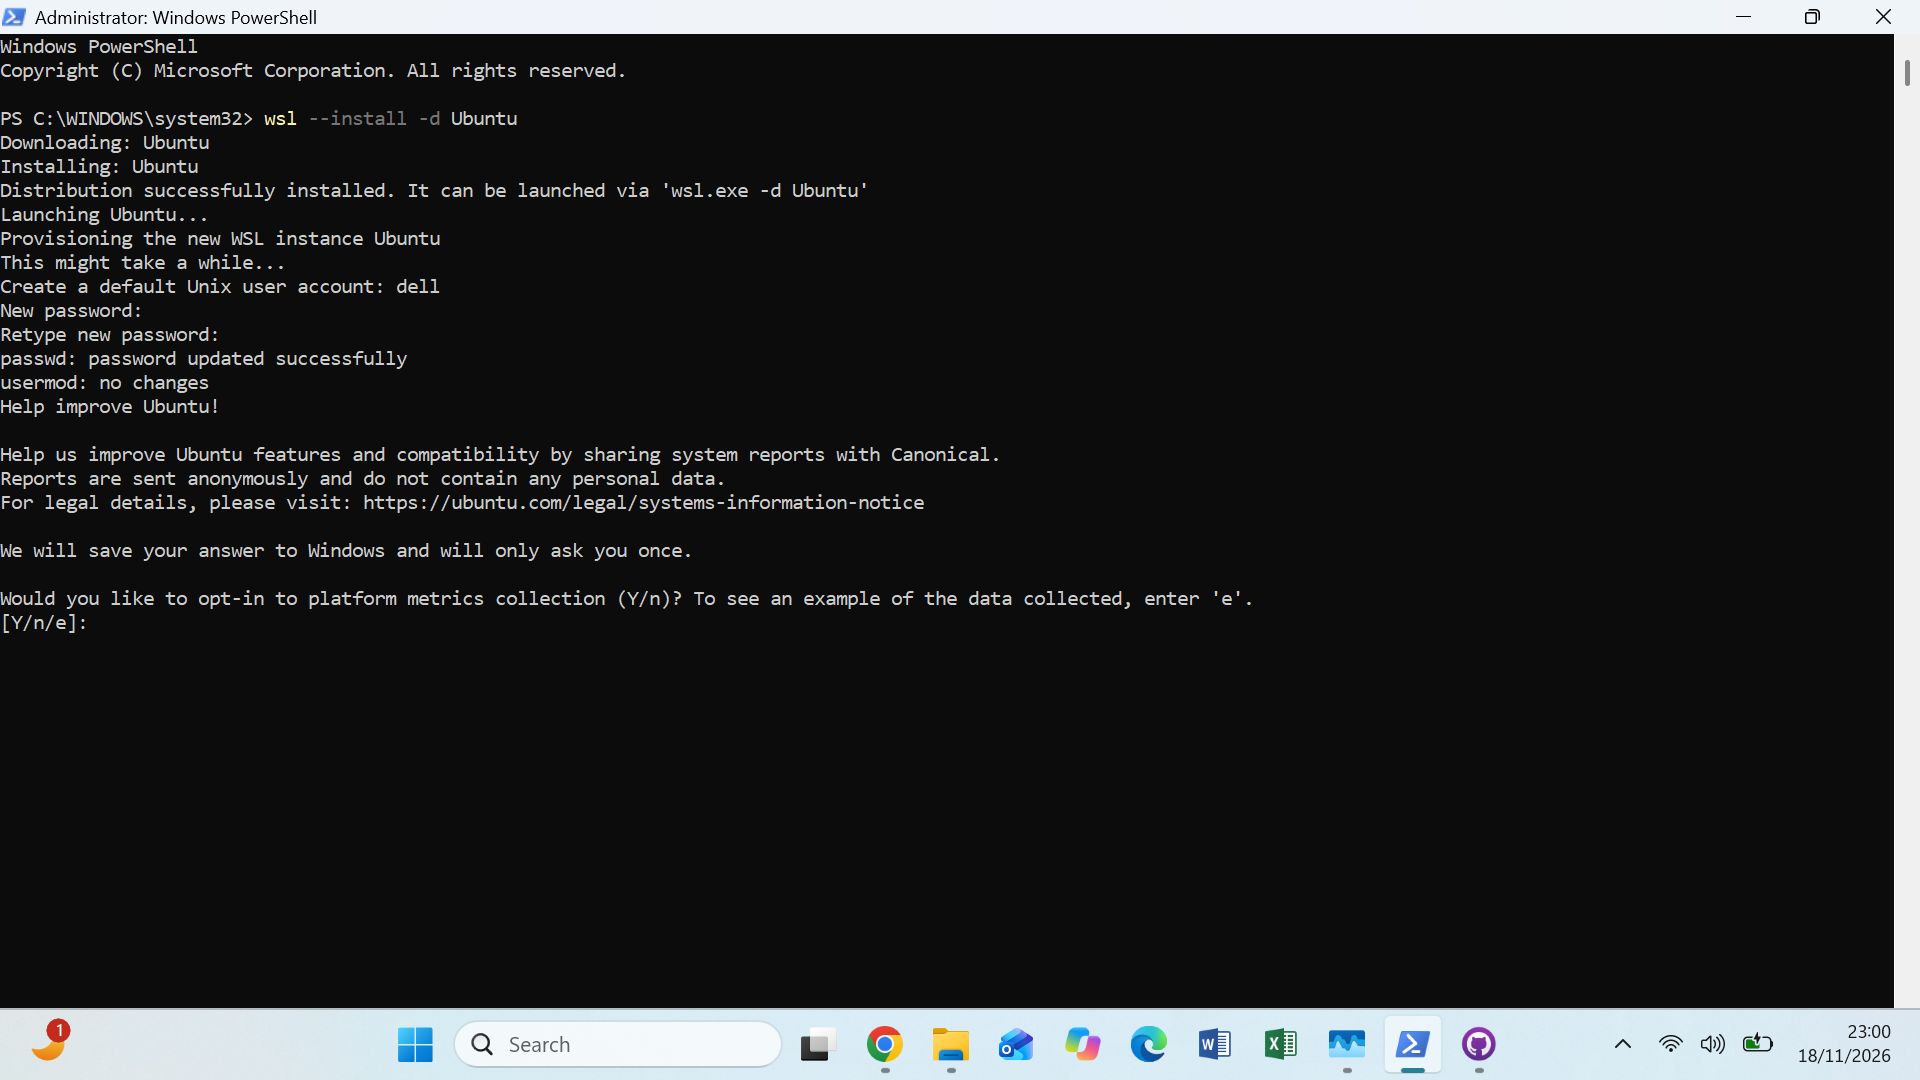 Administrator: Windows PowerShell
Windows PowerShell
Copyright (C) Microsoft Corporation. All rights reserved.
PS C:\WINDOWS\system32> wsl --install -d Ubuntu
Downloading: Ubuntu
Installing: Ubuntu
Distribution successfully installed. It can be launched via 'wsl.exe -d Ubuntu'
Launching Ubuntu...
Provisioning the new WSL instance Ubuntu
This might take a while...
Create a default Unix user account: dell
New password:
Retype new password:
passwd: password updated successfully
usermod: no changes
Help improve Ubuntu!
Help us improve Ubuntu features and compatibility by sharing system reports with Canonical.
Reports are sent anonymously and do not contain any personal data.
For legal details, please visit: https://ubuntu.com/legal/systems-information-notice
We will save your answer to Windows and will only ask you once.
Would you like to opt-in to platform metrics collection (Y/n)? To see an example of the data collected, enter 'e'.
[Y/n/e]:
1
Search
23:00
18/11/2026